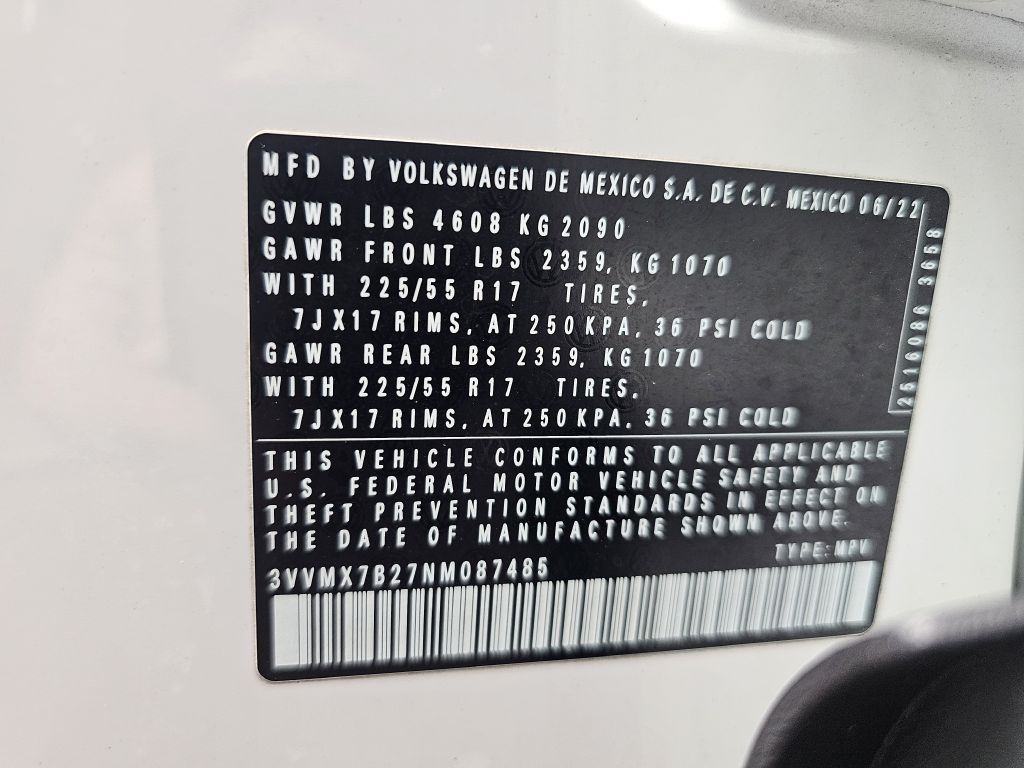 MFD BY VOLKSWAGEN DE MEXICO S.A. DE C.V. MEXICO 06/22
GVWR LBS 4608 KG 2090
GAWR FRONT LBS 2359, KG 1070
WITH 225/55 R17 TIRES,
7JX17 RIMS, AT 250 KPA, 36 PSI COLD
GAWR REAR LBS 2359, KG 1070
WITH 225/55 R17 TIRES,
7JX17 RIMS, AT 250 KPA, 36 PSI COLD
2516086 3658
THIS VEHICLE CONFORMS TO ALL APPLICABLE
U.S. FEDERAL MOTOR VEHICLE SAFETY AND
THEFT PREVENTION STANDARDS IN EFFECT ON
THE DATE OF MANUFACTURE SHOWN ABOVE.
TYPE: MPV
3VVMX7B27NM087485